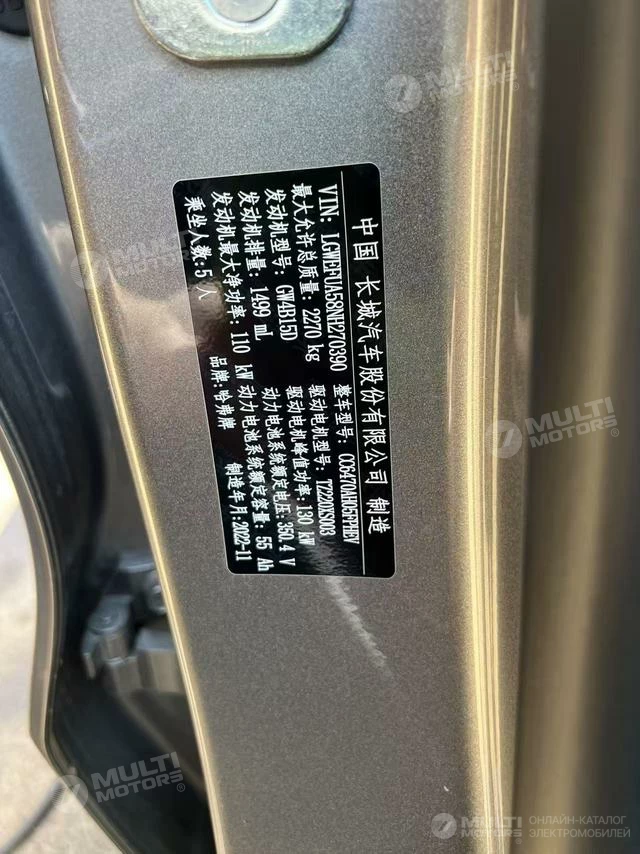 中国 长城汽车股份有限公司 制造
VIN: LGWEFUA58NH270390 整车型号: CC6470AH05PPHEV
最大允许总质量: 2270 kg 驱动电机型号: TZ220XS003
发动机型号: GW4B15D 驱动电机峰值功率: 130 kW
发动机排量: 1499 mL 动力电池系统额定电压: 350.4 V
发动机最大净功率: 110 kW 动力电池系统额定容量: 55 Ah
乘坐人数: 5 人 品牌: 哈弗牌 制造年月: 2022-11
MULTI
MOTORS®
MULTI
MOTORS®
MULTI
MOTORS®
MULTI
MOTORS®
ОНЛАЙН-КАТАЛОГ
ЭЛЕКТРОМОБИЛЕЙ